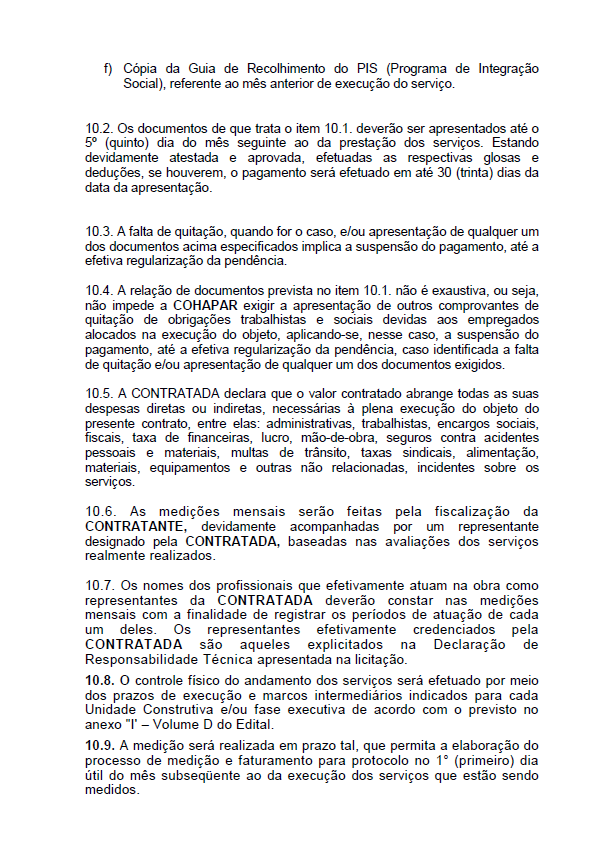 f) Cópia da Guia de Recolhimento do PIS (Programa de Integração
Social), referente ao mês anterior de execução do serviço.
10.2. Os documentos de que trata o item 10.1. deverão ser apresentados até o
5º (quinto) dia do mês seguinte ao da prestação dos serviços. Estando
devidamente atestada e aprovada, efetuadas as respectivas glosas e
deduções, se houverem, o pagamento será efetuado em até 30 (trinta) dias da
data da apresentação.
10.3. A falta de quitação, quando for o caso, e/ou apresentação de qualquer um
dos documentos acima especificados implica a suspensão do pagamento, até a
efetiva regularização da pendência.
10.4. A relação de documentos prevista no item 10.1. não é exaustiva, ou seja,
não impede a COHAPAR exigir a apresentação de outros comprovantes de
quitação de obrigações trabalhistas e sociais devidas aos empregados
alocados na execução do objeto, aplicando-se, nesse caso, a suspensão do
pagamento, até a efetiva regularização da pendência, caso identificada a falta
de quitação e/ou apresentação de qualquer um dos documentos exigidos.
10.5. A CONTRATADA declara que o valor contratado abrange todas as suas
despesas diretas ou indiretas, necessárias à plena execução do objeto do
presente contrato, entre elas: administrativas, trabalhistas, encargos sociais,
fiscais, taxa de financeiras, lucro, mão-de-obra, seguros contra acidentes
pessoais e materiais, multas de trânsito, taxas sindicais, alimentação,
materiais, equipamentos e outras não relacionadas, incidentes sobre os
serviços.
10.6. As medições mensais serão feitas pela fiscalização da
CONTRATANTE, devidamente acompanhadas por um representante
designado pela CONTRATADA, baseadas nas avaliações dos serviços
realmente realizados.
10.7. Os nomes dos profissionais que efetivamente atuam na obra como
representantes da CONTRATADA deverão constar nas medições
mensais com a finalidade de registrar os períodos de atuação de cada
um deles. Os representantes efetivamente credenciados pela
CONTRATADA são aqueles explicitados na Declaração de
Responsabilidade Técnica apresentada na licitação.
10.8. O controle físico do andamento dos serviços será efetuado por meio
dos prazos de execução e marcos intermediários indicados para cada
Unidade Construtiva e/ou fase executiva de acordo com o previsto no
anexo "I' – Volume D do Edital.
10.9. A medição será realizada em prazo tal, que permita a elaboração do
processo de medição e faturamento para protocolo no 1° (primeiro) dia
útil do mês subseqüente ao da execução dos serviços que estão sendo
medidos.